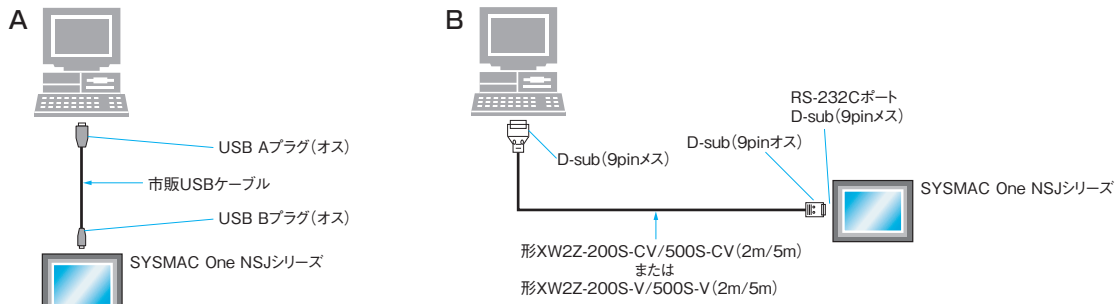 A
USB Aプラグ(オス)
市販USBケーブル
USB Bプラグ(オス)
SYSMAC One NSJシリーズ
B
D-sub(9pinメス)
D-sub(9pinオス)
RS-232Cポート
D-sub(9pinメス)
SYSMAC One NSJシリーズ
形XW2Z-200S-CV/500S-CV(2m/5m)
または
形XW2Z-200S-V/500S-V(2m/5m)